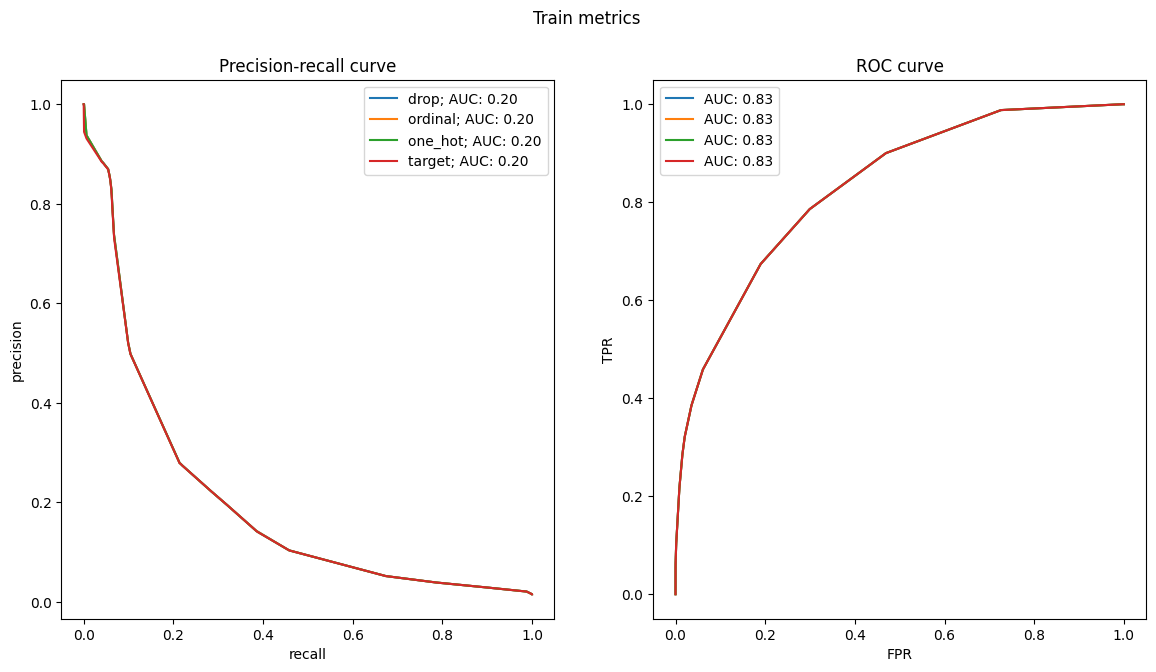 Train metrics
Precision-recall curve
drop; AUC: 0.20
ordinal; AUC: 0.20
one_hot; AUC: 0.20
target; AUC: 0.20
precision
1.0
0.8
0.6
0.4
0.2
0.0
0.0 0.2 0.4 0.6 0.8 1.0
recall
ROC curve
AUC: 0.83
AUC: 0.83
AUC: 0.83
AUC: 0.83
TPR
1.0
0.8
0.6
0.4
0.2
0.0
0.0 0.2 0.4 0.6 0.8 1.0
FPR